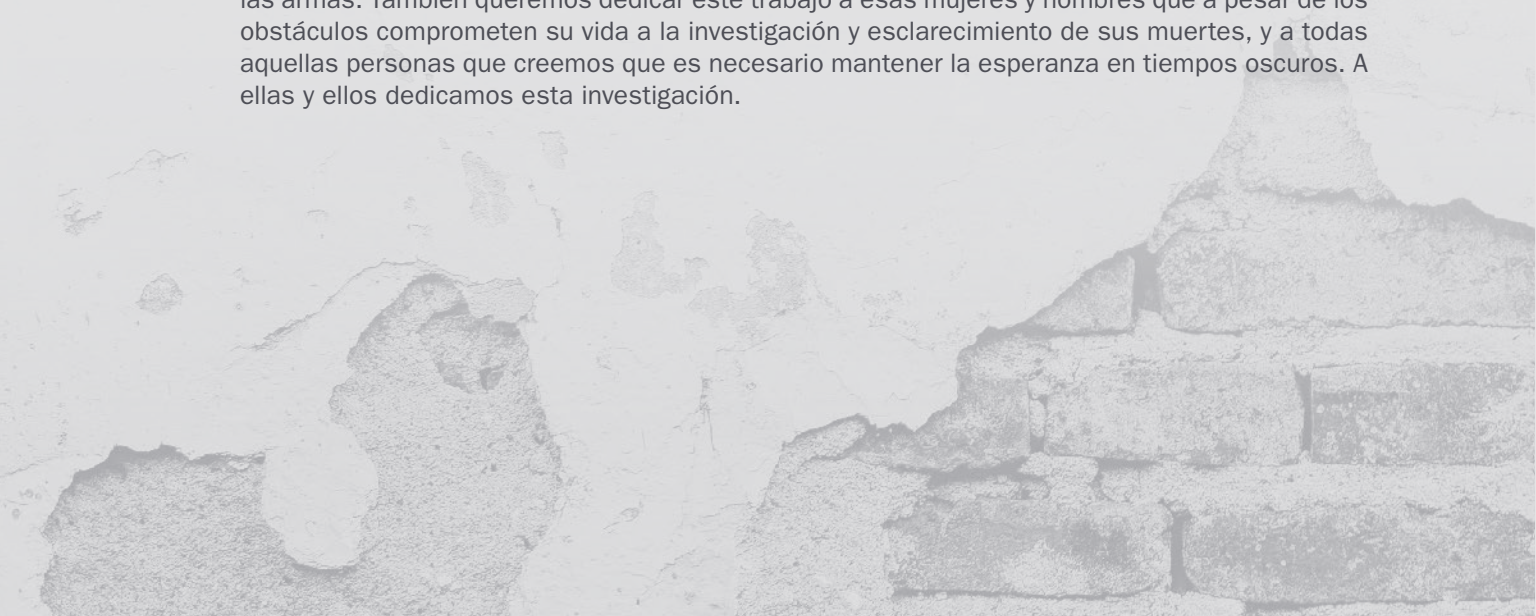 las armas. También queremos dedicar este trabajo a esas mujeres y hombres que a pesar de los
obstáculos comprometen su vida a la investigación y esclarecimiento de sus muertes, y a todas
aquellas personas que creemos que es necesario mantener la esperanza en tiempos oscuros. A
ellas y ellos dedicamos esta investigación.